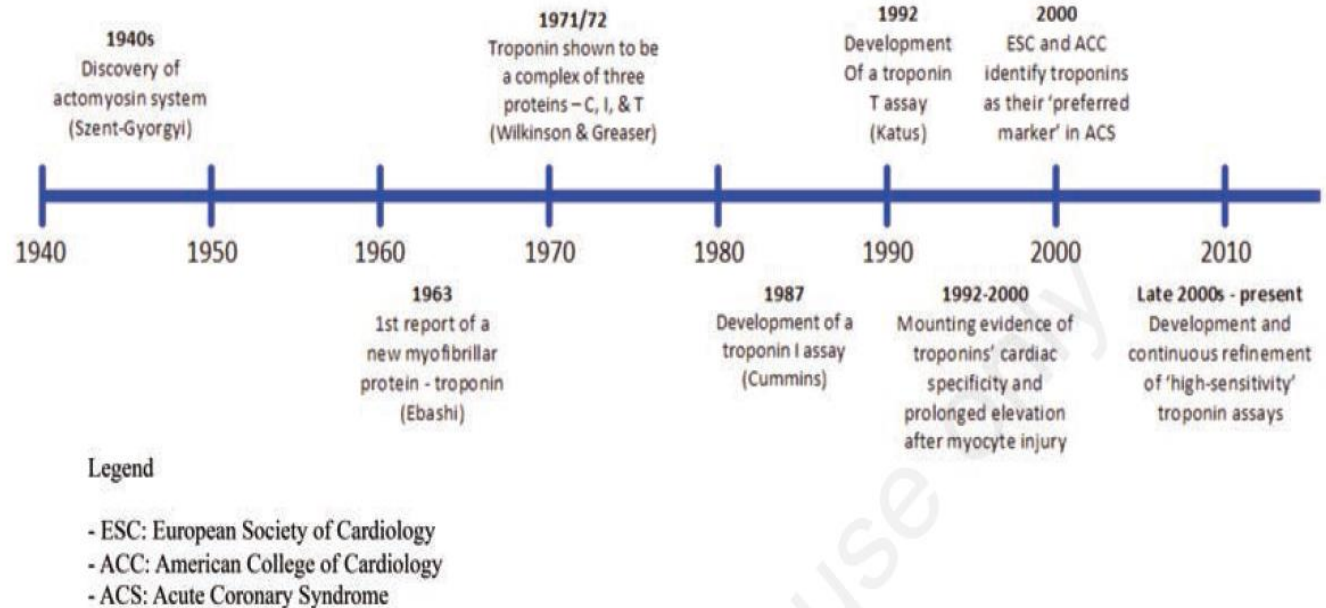 1940s
Discovery of
actomyosin system
(Szent-Gyorgyi)
1971/72
Troponin shown to be
a complex of three
proteins – C, I, & T
(Wilkinson & Greaser)
1992
Development
Of a troponin
T assay
(Katus)
2000
ESC and ACC
identify troponins
as their 'preferred
marker' in ACS
1940
1950
1960
1970
1980
1990
2000
2010
1963
1st report of a
new myofibrillar
protein - troponin
(Ebashi)
1987
Development of a
troponin I assay
(Cummins)
1992-2000
Mounting evidence of
troponins' cardiac
specificity and
prolonged elevation
after myocyte injury
Late 2000s - present
Development and
continuous refinement
of 'high-sensitivity'
troponin assays
Legend
- ESC: European Society of Cardiology
- ACC: American College of Cardiology
- ACS: Acute Coronary Syndrome
use only